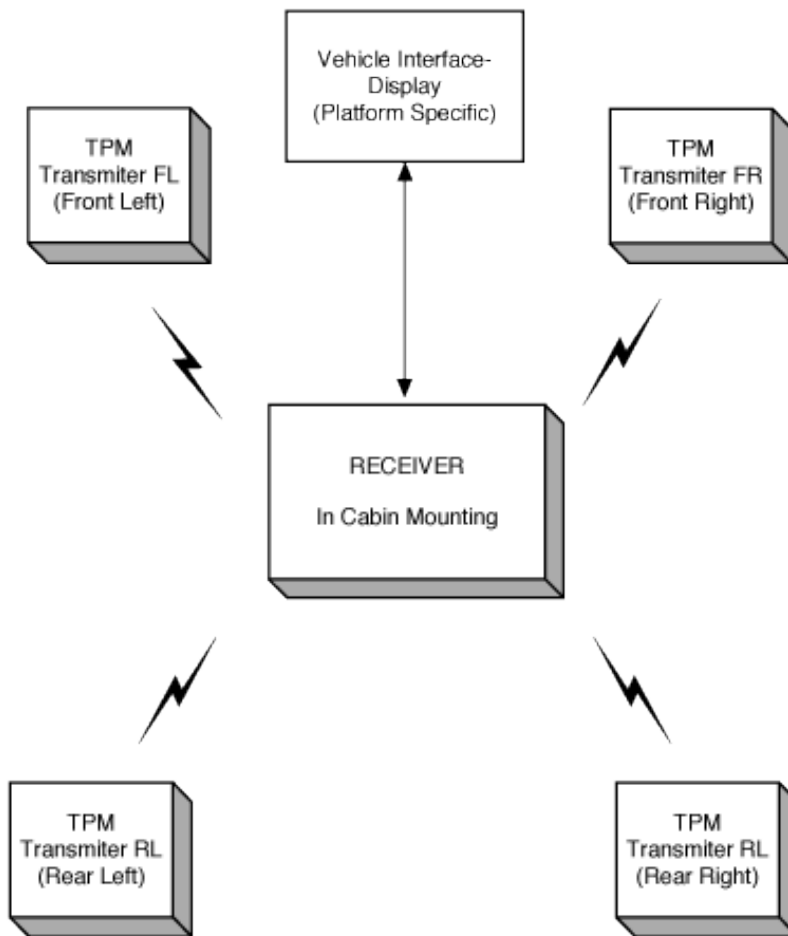 Vehicle Interface-
Display
(Platform Specific)
TPM
Transmiter FL
(Front Left)
TPM
Transmiter FR
(Front Right)
RECEIVER
In Cabin Mounting
TPM
Transmiter RL
(Rear Left)
TPM
Transmiter RL
(Rear Right)